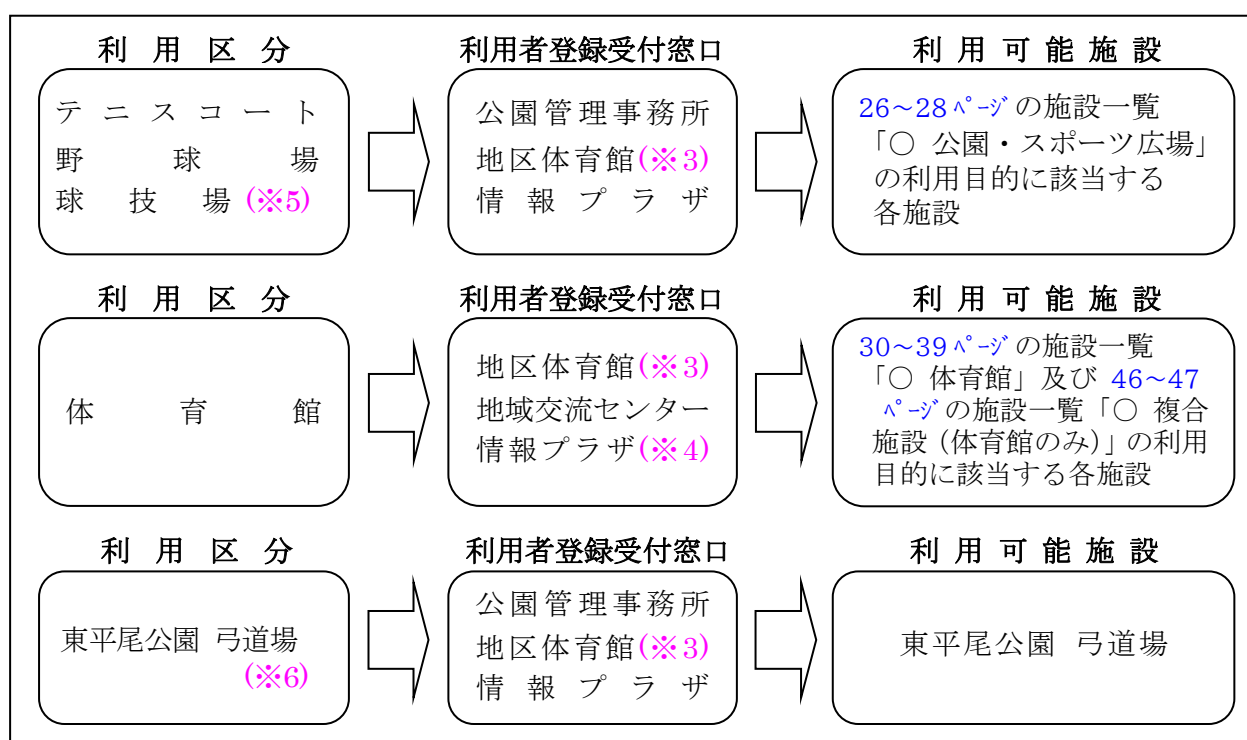 利用区分 利用者登録受付窓口 利用可能施設
テニスコート
野球場
球技場(※5)
公園管理事務所
地区体育館(※3)
情報プラザ
26~28ページの施設一覧
「○ 公園・スポーツ広場」
の利用目的に該当する
各施設
利用区分 利用者登録受付窓口 利用可能施設
体育館
地区体育館(※3)
地域交流センター
情報プラザ(※4)
30~39ページの施設一覧
「○ 体育館」及び 46~47
ページの施設一覧「○ 複合
施設(体育館のみ)」の利用
目的に該当する各施設
利用区分 利用者登録受付窓口 利用可能施設
東平尾公園 弓道場
(※6)
公園管理事務所
地区体育館(※3)
情報プラザ
東平尾公園 弓道場